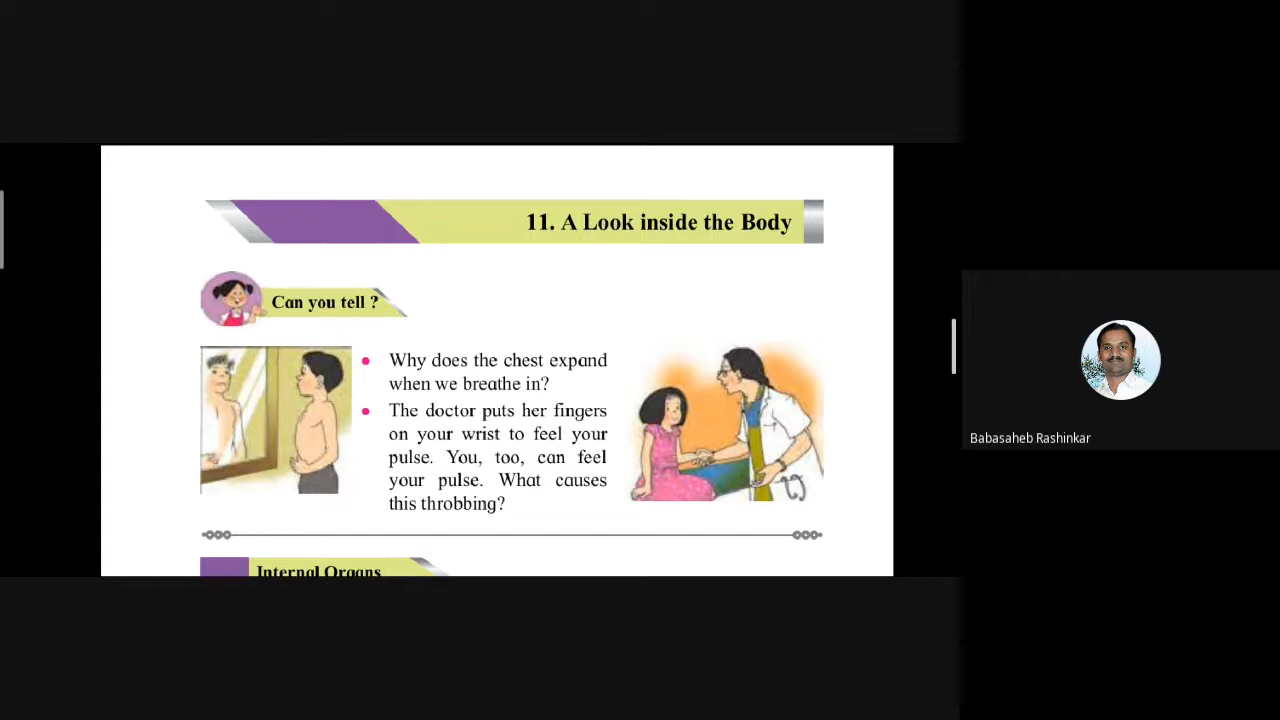 11. A Look inside the Body
Can you tell ?
Why does the chest expand
when we breathe in?
The doctor puts her fingers
on your wrist to feel your
pulse. You, too, can feel
your pulse. What causes
this throbbing?
Internal Organs
Babasaheb Rashinkar